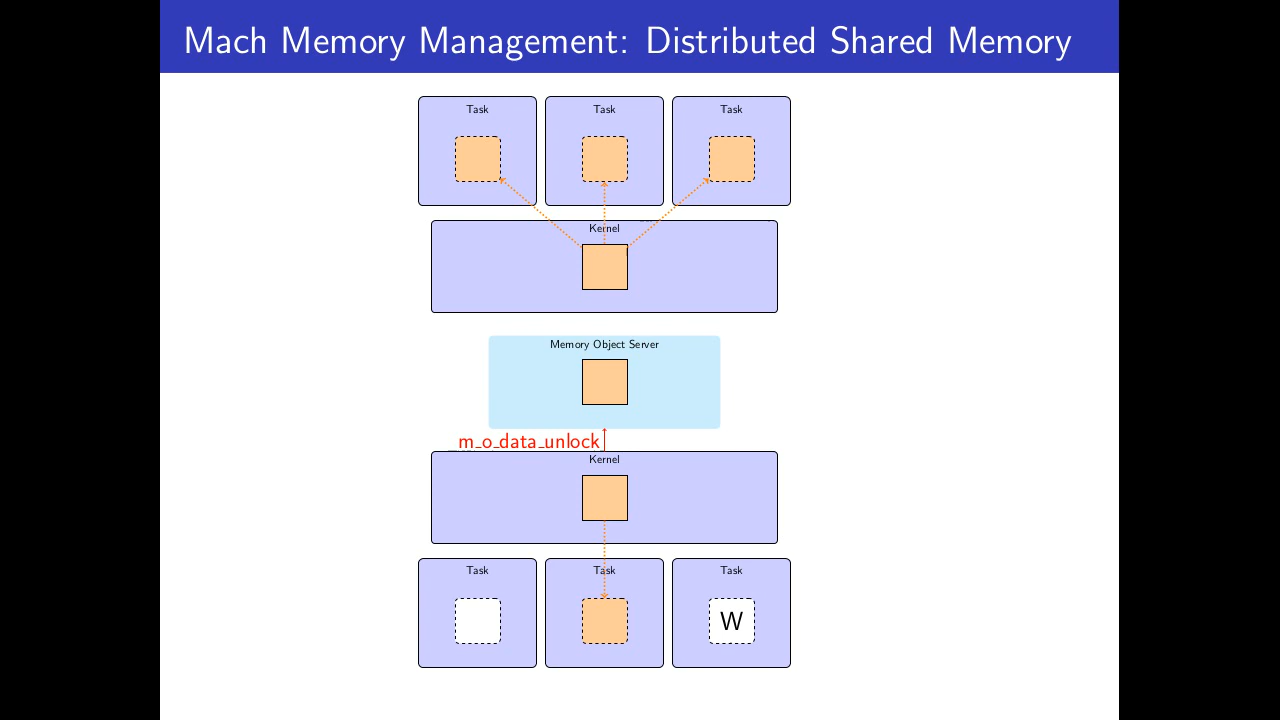 Mach Memory Management: Distributed Shared Memory
Task Task Task
Kernel
Memory Object Server
m_o_data_unlock
Kernel
Task Task Task
W